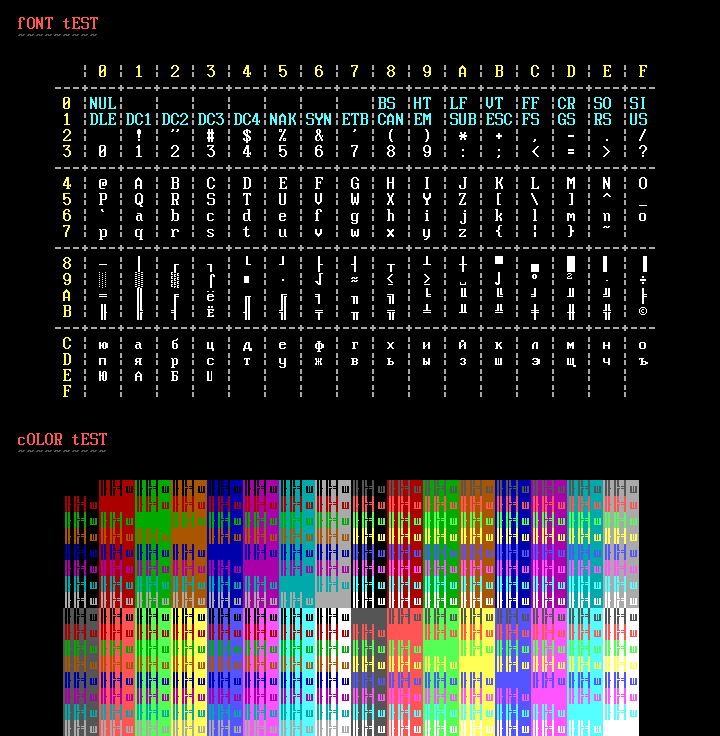 fONT tEST
~~~~~~~~~
0 1 2 3 4 5 6 7 8 9 A B C D E F
0 NUL BS HT LF VT FF CR SO SI
1 DLE DC1 DC2 DC3 DC4 NAK SYN ETB CAN EM SUB ESC FS GS RS US
2 ! " # $ % & ' ( ) * + , - . /
3 0 1 2 3 4 5 6 7 8 9 : ; < = > ?
4 @ A B C D E F G H I J K L M N O
5 P Q R S T U V W X Y Z [ \ ] ^ _
6 ` a b c d e f g h i j k l m n o
7 p q r s t u v w x y z { ¦ } ~
8 ─ │ ┌ ┐ └ ┘ ├ ┤ ┬ ┴ ┼ ▀ ▄ █ ▌ ▐
9 ░ ▒ ▓ ⌠ ■ · √ ≈ ≤ ≥ ⌡ ° ² · ÷
A ═ ║ ╒ ё ╓ ╔ ╕ ╖ ╗ ╘ ╙ ╚ ╛ ╜ ╝ ╞
B ╟ ╠ ╡ Ё ╢ ╣ ╤ ╥ ╦ ╧ ╨ ╩ ╪ ╫ ╬ ©
C ю а б ц д е ф г х и й к л м н о
D п я р с т у ж в ь ы з ш э щ ч ъ
E Ю А Б Ц
F
cOLOR tEST
~~~~~~~~~~